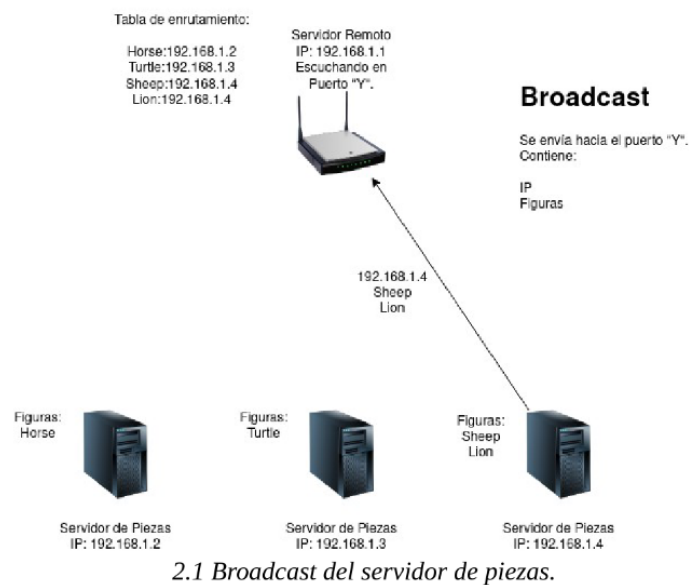 Tabla de enrutamiento:
Horse:192.168.1.2
Turtle:192.168.1.3
Sheep:192.168.1.4
Lion:192.168.1.4
Servidor Remoto
IP: 192.168.1.1
Escuchando en
Puerto "Y".
Broadcast
Se envía hacia el puerto "Y".
Contiene:
IP
Figuras
192.168.1.4
Sheep
Lion
Figuras:
Horse
Figuras:
Turtle
Figuras:
Sheep
Lion
Servidor de Piezas
IP: 192.168.1.2
Servidor de Piezas
IP: 192.168.1.3
Servidor de Piezas
IP: 192.168.1.4
2.1 Broadcast del servidor de piezas.